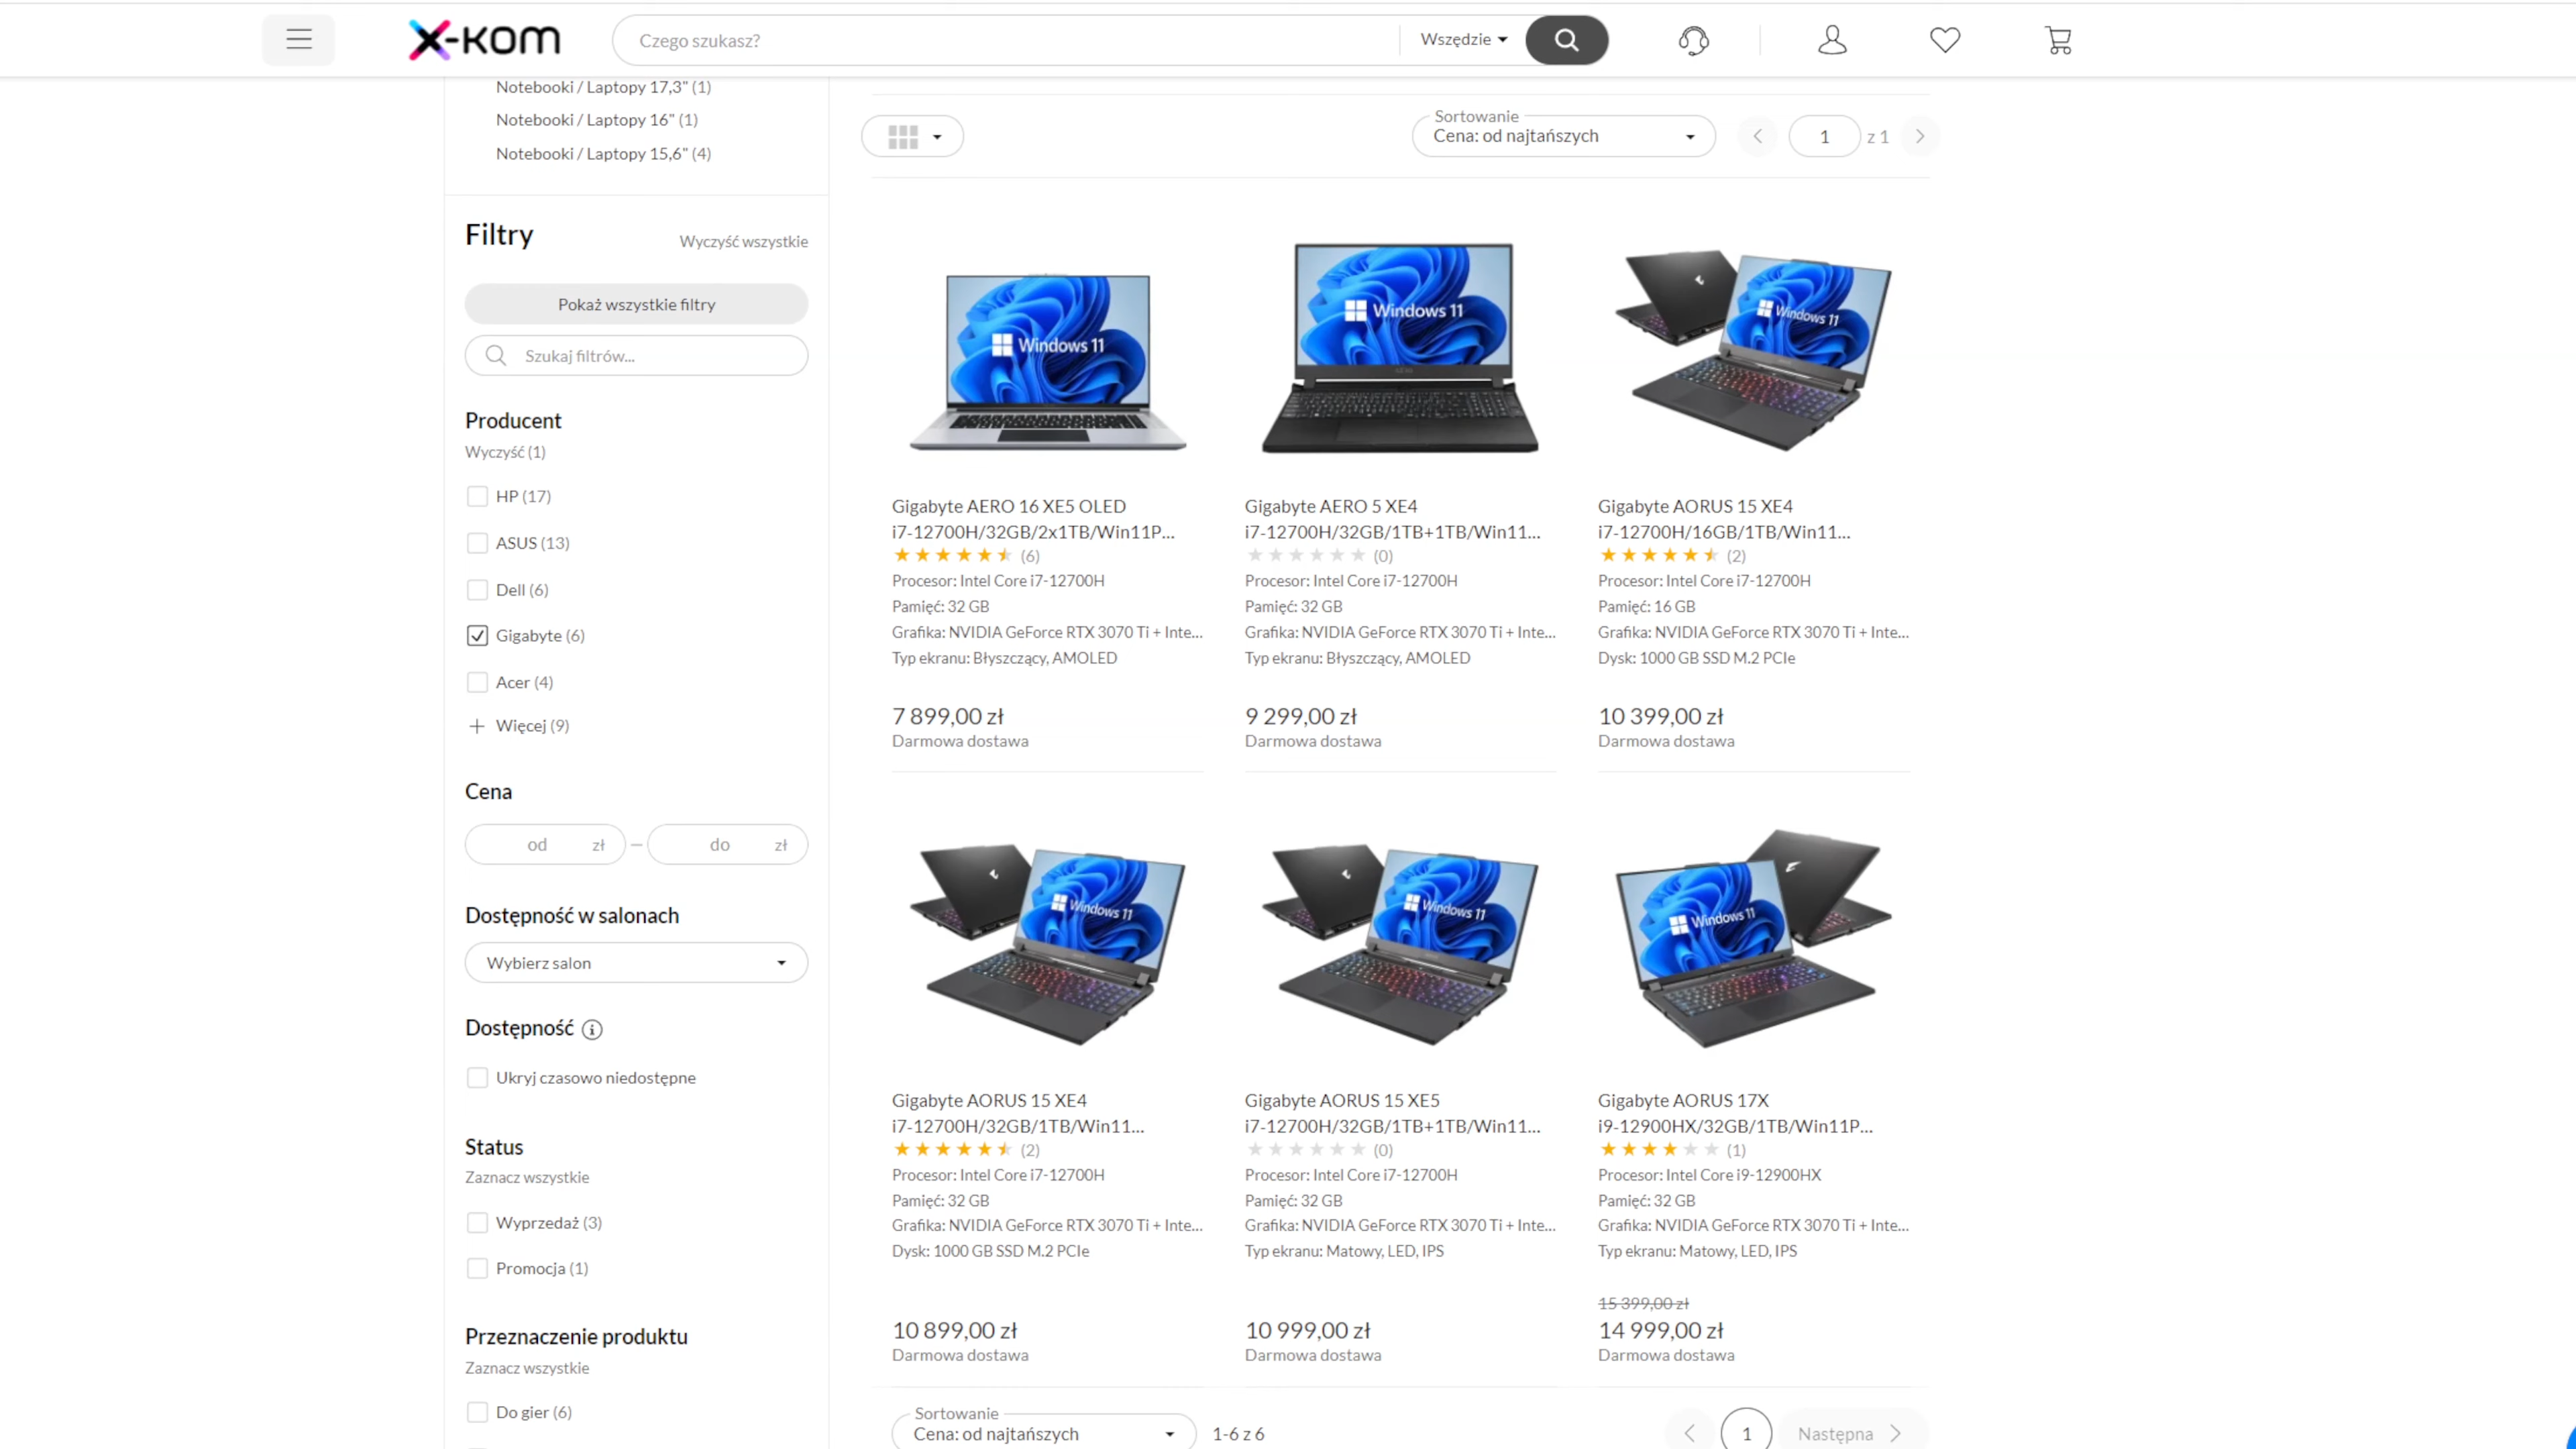 x-kom
Czego szukasz?
Wszędzie
Notebooki / Laptopy 17,3" (1)
Notebooki / Laptopy 16" (1)
Notebooki / Laptopy 15,6" (4)
Filtry
Wyczyść wszystkie
Pokaż wszystkie filtry
Szukaj filtrów...
Producent
Wyczyść (1)
HP (17)
ASUS (13)
Dell (6)
Gigabyte (6)
Acer (4)
Więcej (9)
Cena
od zł – do zł
Dostępność w salonach
Wybierz salon
Dostępność
Ukryj czasowo niedostępne
Status
Zaznacz wszystkie
Wyprzedaż (3)
Promocja (1)
Przeznaczenie produktu
Zaznacz wszystkie
Do gier (6)
Sortowanie
Cena: od najtańszych
1 z 1
Windows 11
Gigabyte AERO 16 XE5 OLED
i7-12700H/32GB/2x1TB/Win11P...
(6)
Procesor: Intel Core i7-12700H
Pamięć: 32 GB
Grafika: NVIDIA GeForce RTX 3070 Ti + Inte...
Typ ekranu: Błyszczący, AMOLED
7 899,00 zł
Darmowa dostawa
Windows 11
Gigabyte AERO 5 XE4
i7-12700H/32GB/1TB+1TB/Win11...
(0)
Procesor: Intel Core i7-12700H
Pamięć: 32 GB
Grafika: NVIDIA GeForce RTX 3070 Ti + Inte...
Typ ekranu: Błyszczący, AMOLED
9 299,00 zł
Darmowa dostawa
Windows 11
Gigabyte AORUS 15 XE4
i7-12700H/16GB/1TB/Win11...
(2)
Procesor: Intel Core i7-12700H
Pamięć: 16 GB
Grafika: NVIDIA GeForce RTX 3070 Ti + Inte...
Dysk: 1000 GB SSD M.2 PCIe
10 399,00 zł
Darmowa dostawa
Windows 11
Gigabyte AORUS 15 XE4
i7-12700H/32GB/1TB/Win11...
(2)
Procesor: Intel Core i7-12700H
Pamięć: 32 GB
Grafika: NVIDIA GeForce RTX 3070 Ti + Inte...
Dysk: 1000 GB SSD M.2 PCIe
10 899,00 zł
Darmowa dostawa
Windows 11
Gigabyte AORUS 15 XE5
i7-12700H/32GB/1TB+1TB/Win11...
(0)
Procesor: Intel Core i7-12700H
Pamięć: 32 GB
Grafika: NVIDIA GeForce RTX 3070 Ti + Inte...
Typ ekranu: Matowy, LED, IPS
10 999,00 zł
Darmowa dostawa
Windows 11
Gigabyte AORUS 17X
i9-12900HX/32GB/1TB/Win11P...
(1)
Procesor: Intel Core i9-12900HX
Pamięć: 32 GB
Grafika: NVIDIA GeForce RTX 3070 Ti + Inte...
Typ ekranu: Matowy, LED, IPS
15 399,00 zł
14 999,00 zł
Darmowa dostawa
Sortowanie
Cena: od najtańszych
1-6 z 6
1
Następna